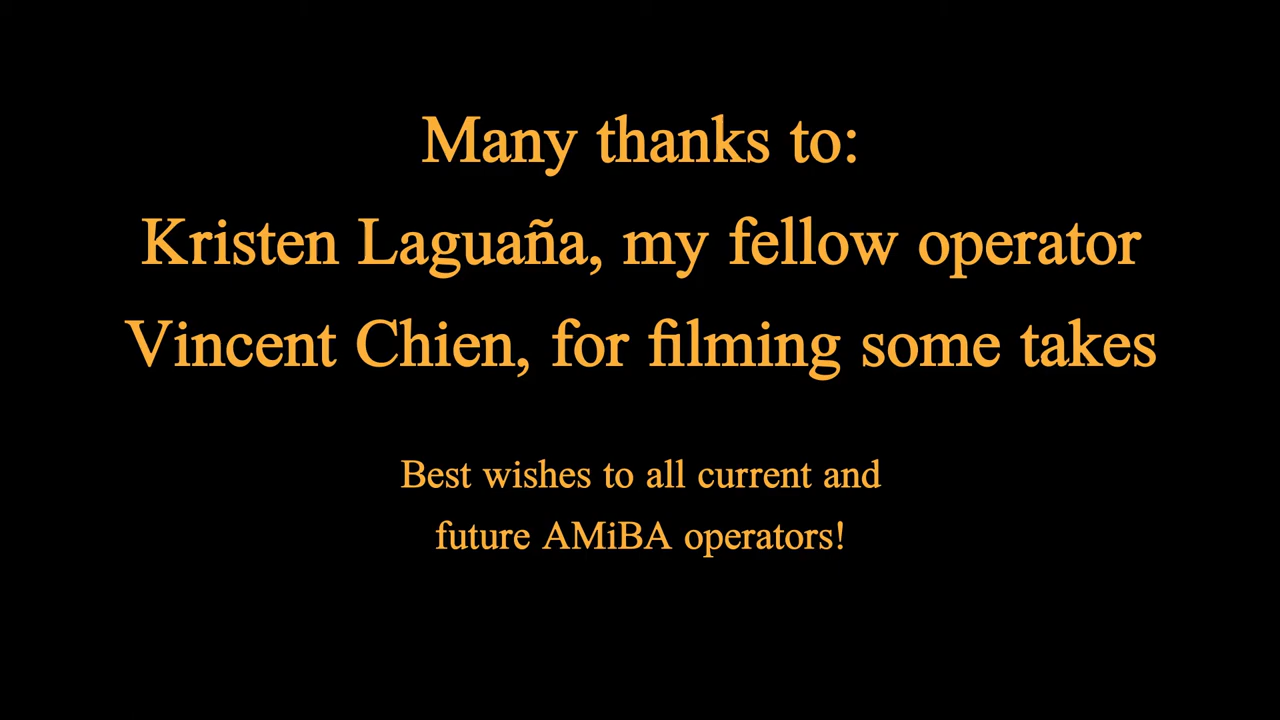 Many thanks to:
Kristen Laguaña, my fellow operator
Vincent Chien, for filming some takes
Best wishes to all current and
future AMiBA operators!